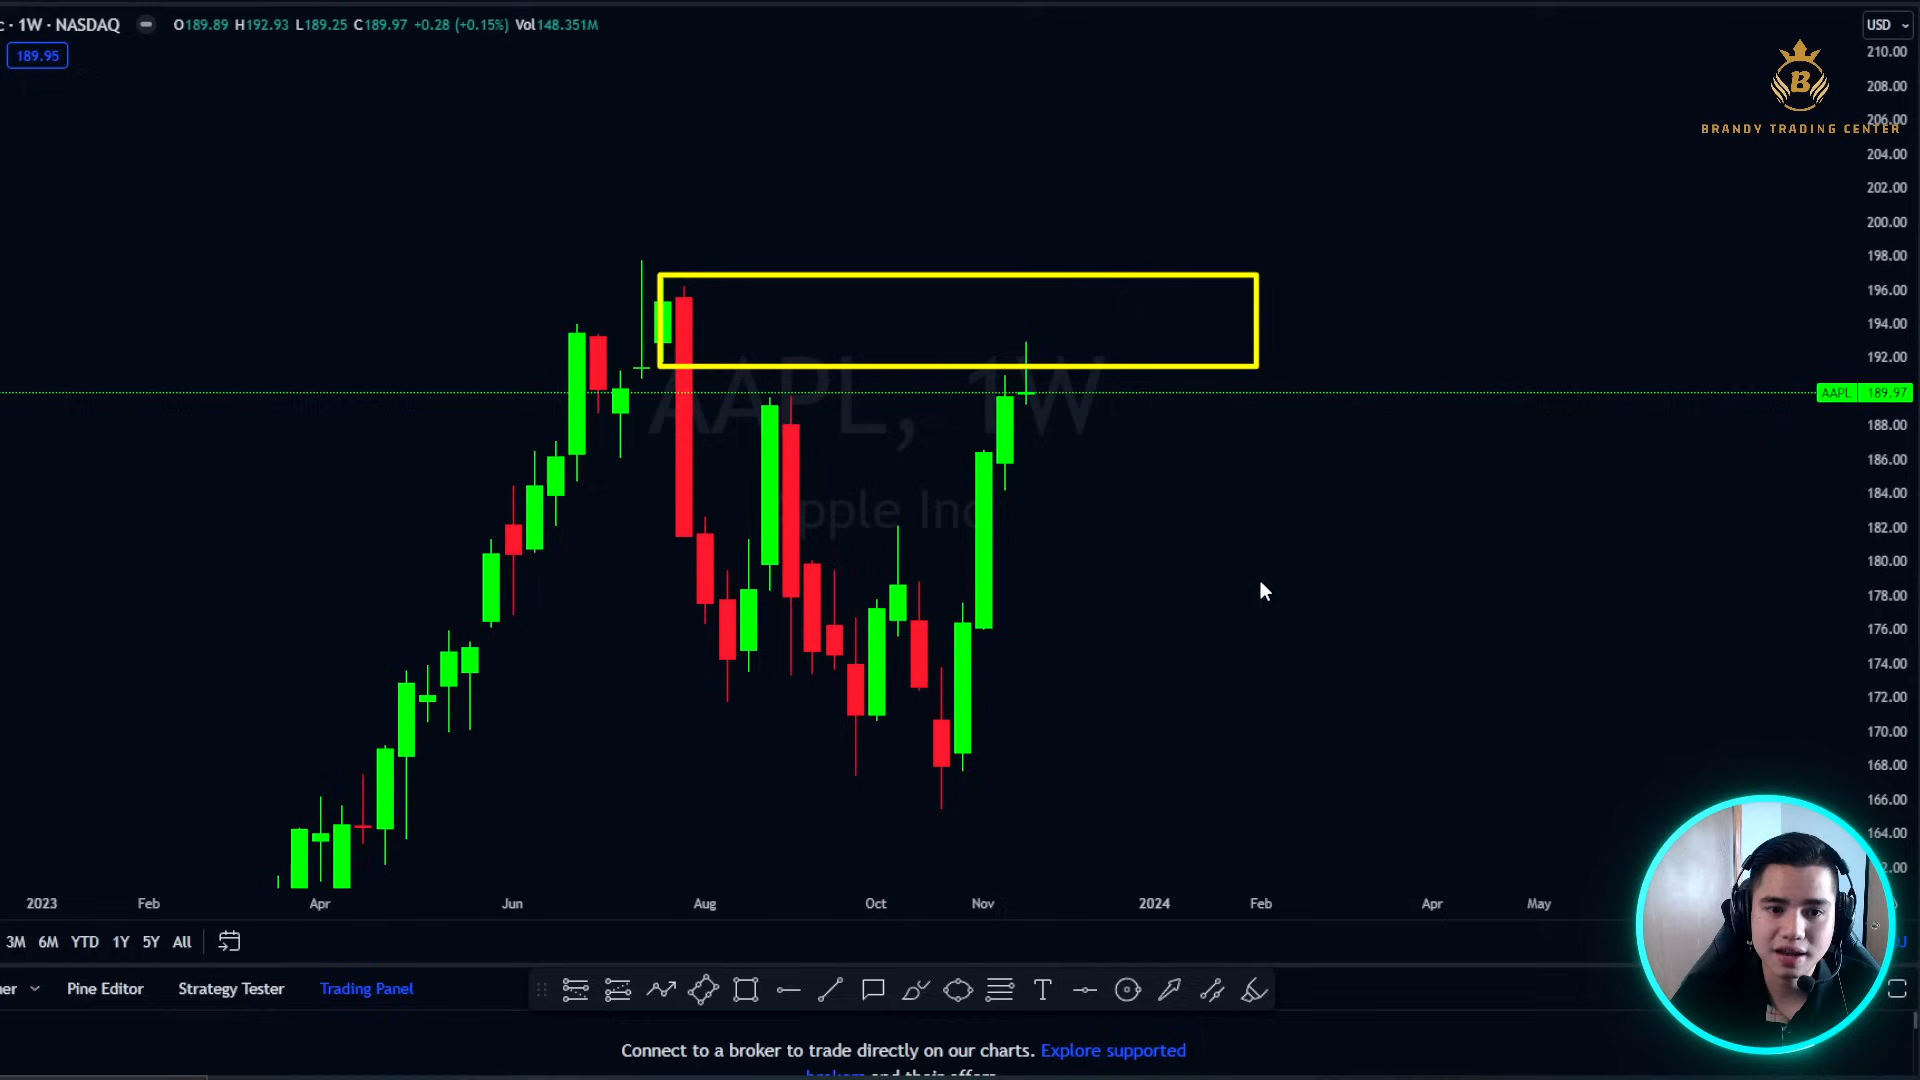 c · 1W · NASDAQ O189.89 H192.93 L189.25 C189.97 +0.28 (+0.15%) Vol148.351M
USD
189.95
BRANDY TRADING CENTER
B
210.00
208.00
206.00
204.00
202.00
200.00
198.00
196.00
194.00
192.00
AAPL 189.97
188.00
186.00
184.00
182.00
180.00
178.00
176.00
174.00
172.00
170.00
168.00
166.00
164.00
2.00
AAPL, 1W
Apple Inc
2023 Feb Apr Jun Aug Oct Nov 2024 Feb Apr May
3M 6M YTD 1Y 5Y All
ner Pine Editor Strategy Tester Trading Panel
T
Connect to a broker to trade directly on our charts. Explore supported
brokers and their offers